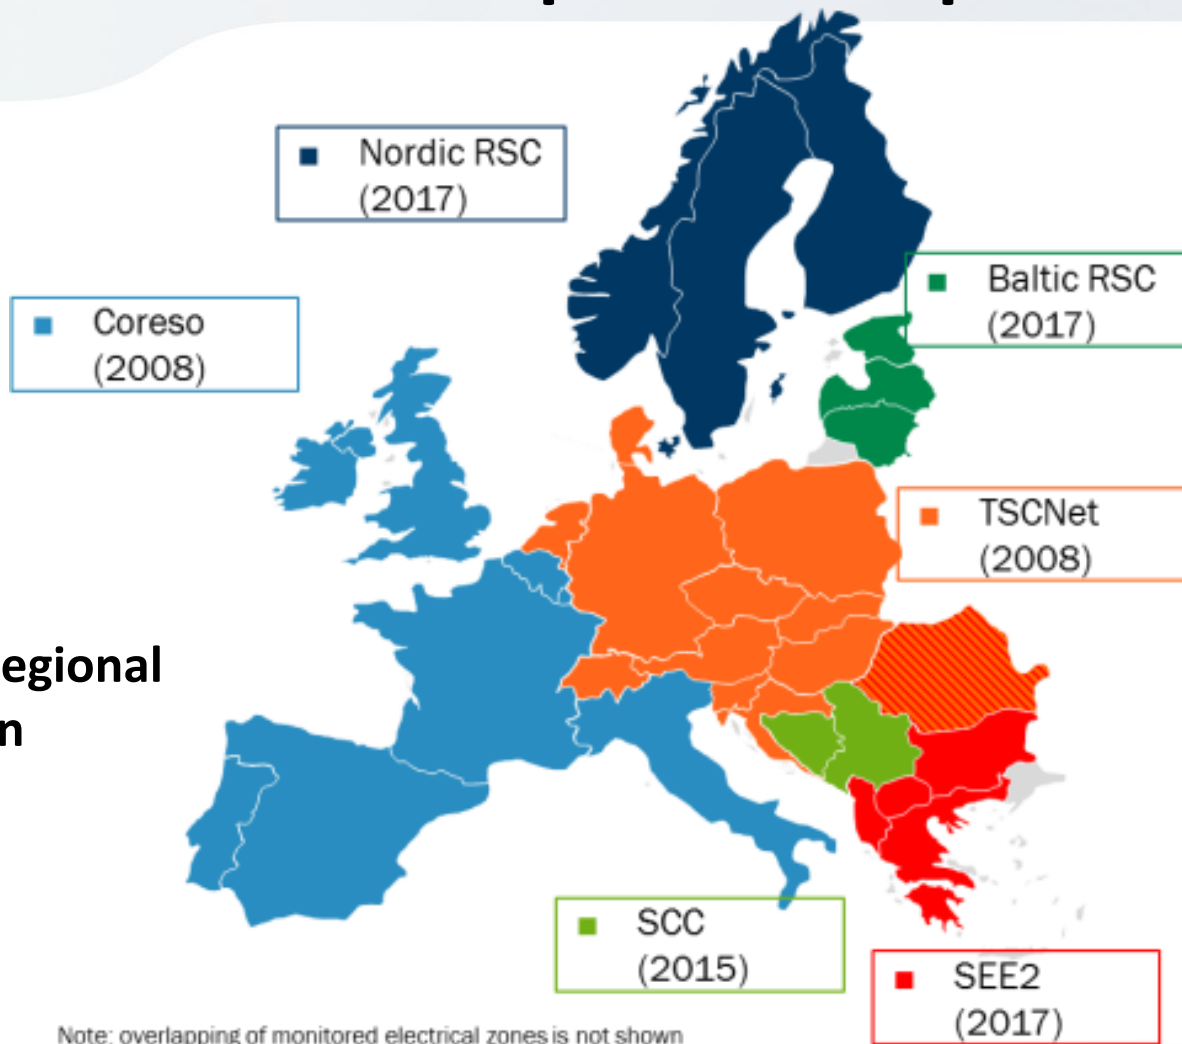 Nordic RSC
(2017)
Baltic RSC
(2017)
Coreso
(2008)
TSCNet
(2008)
egional
n
SCC
(2015)
SEE2
(2017)
Note: overlapping of monitored electrical zones is not shown